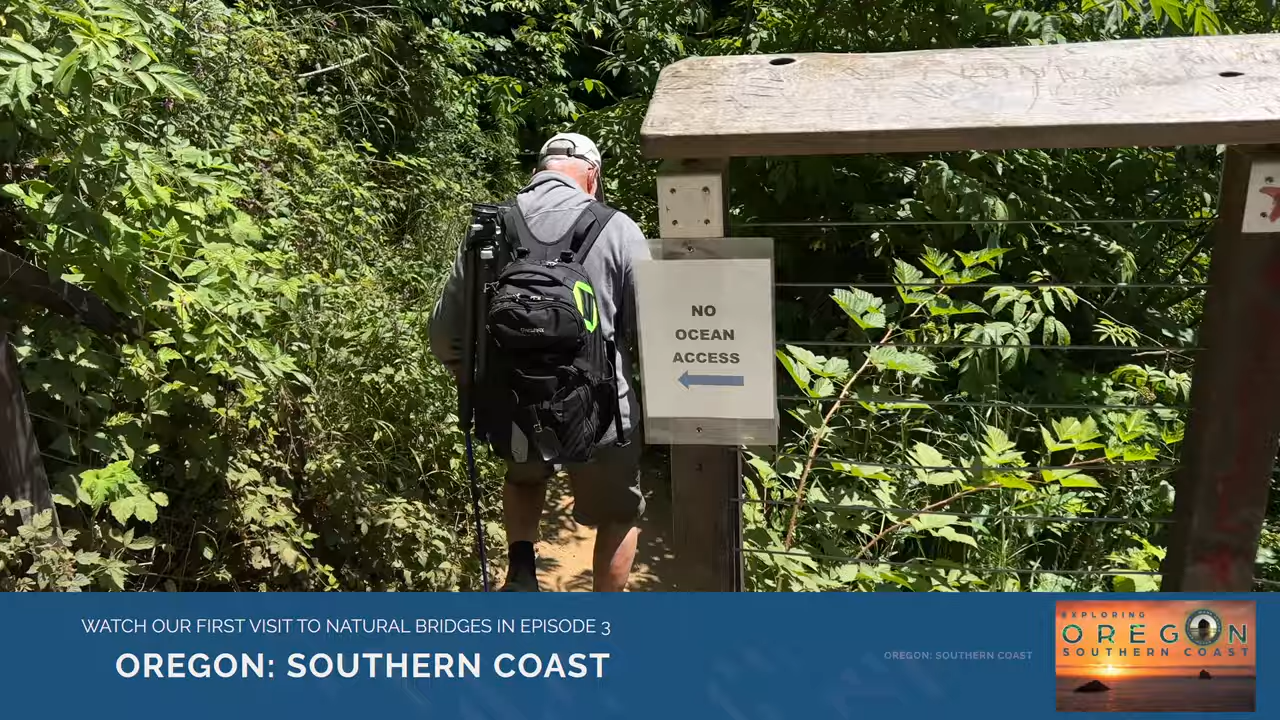 NO
OCEAN
ACCESS
WATCH OUR FIRST VISIT TO NATURAL BRIDGES IN EPISODE 3
OREGON: SOUTHERN COAST
OREGON: SOUTHERN COAST
EXPLORING
OREGON
SOUTHERN COAST